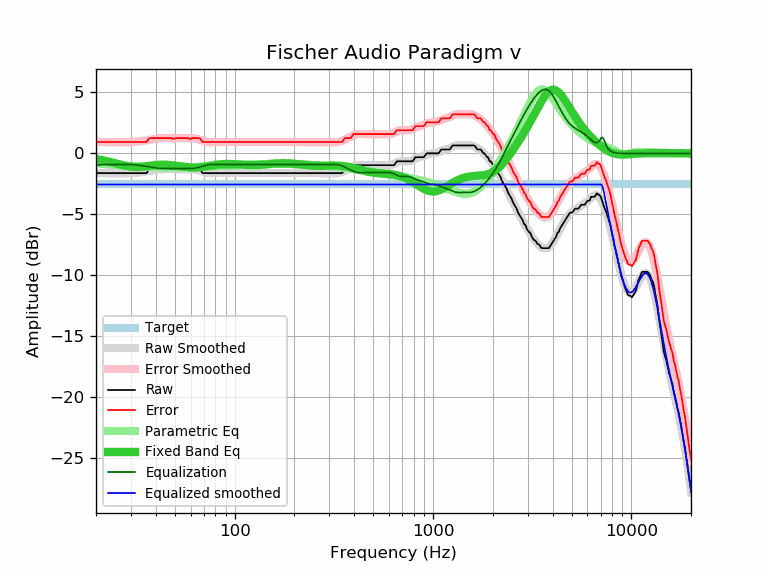 Fischer Audio Paradigm v
Amplitude (dBr)
5
0
−5
−10
−15
−20
−25
Target
Raw Smoothed
Error Smoothed
Raw
Error
Parametric Eq
Fixed Band Eq
Equalization
Equalized smoothed
100 1000 10000
Frequency (Hz)